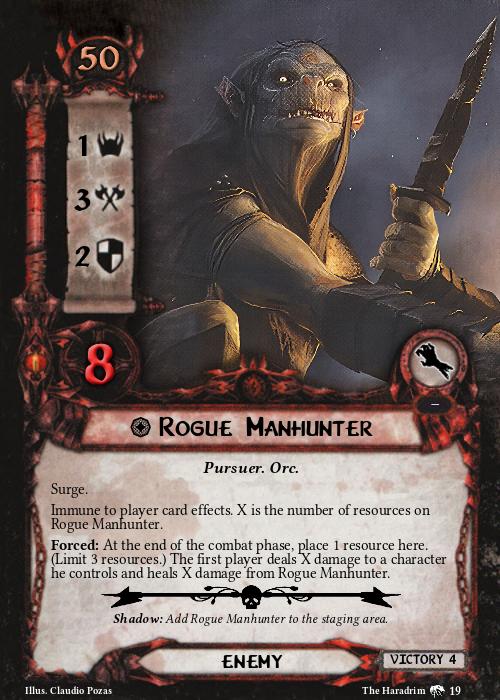 50
1
3
2
8
–
Rogue Manhunter
Pursuer. Orc.
Surge.
Immune to player card effects. X is the number of resources on
Rogue Manhunter.
Forced: At the end of the combat phase, place 1 resource here.
(Limit 3 resources.) The first player deals X damage to a character
he controls and heals X damage from Rogue Manhunter.
Shadow: Add Rogue Manhunter to the staging area.
ENEMY
VICTORY 4
Illus. Claudio Pozas
The Haradrim 19